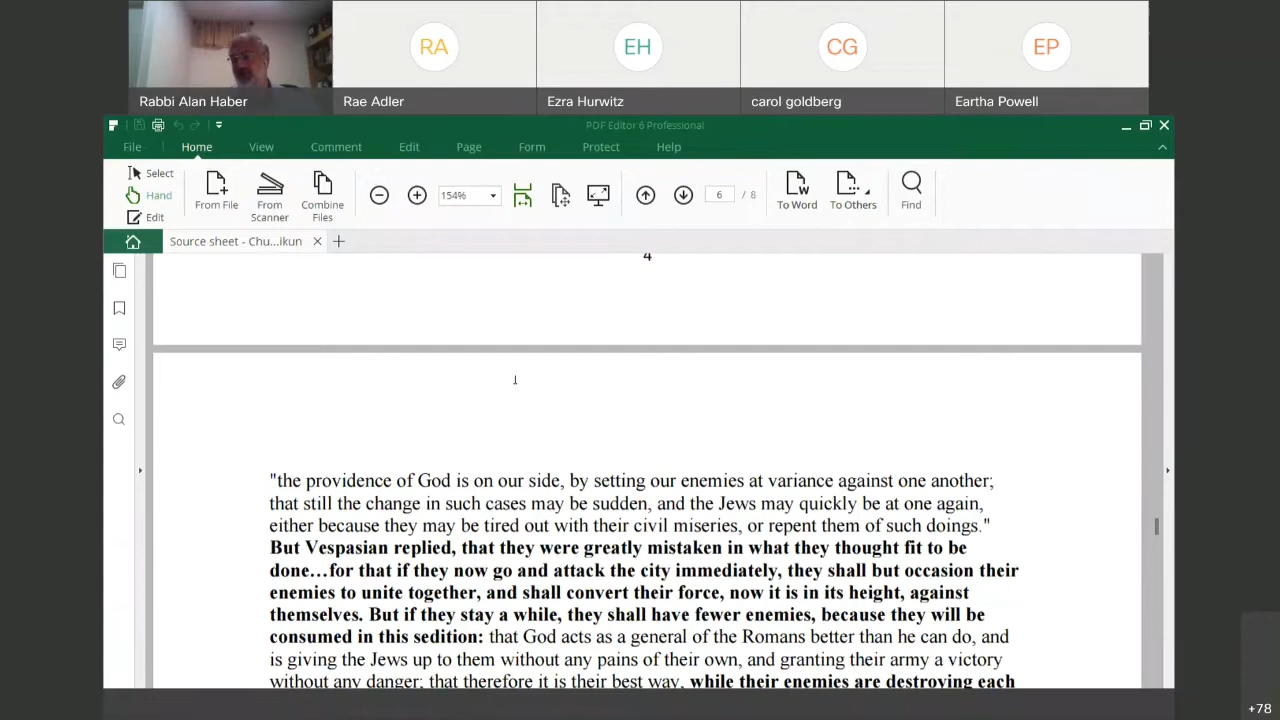 RA
EH
CG
EP
Rabbi Alan Haber
Rae Adler
Ezra Hurwitz
carol goldberg
Eartha Powell
PDF Editor 6 Professional
File Home View Comment Edit Page Form Protect Help
Select
Hand
Edit
From File
From Scanner
Combine Files
154%
6 / 8
To Word
To Others
Find
Source sheet - Chu...ikun
4
"the providence of God is on our side, by setting our enemies at variance against one another;
that still the change in such cases may be sudden, and the Jews may quickly be at one again,
either because they may be tired out with their civil miseries, or repent them of such doings."
But Vespasian replied, that they were greatly mistaken in what they thought fit to be
done…for that if they now go and attack the city immediately, they shall but occasion their
enemies to unite together, and shall convert their force, now it is in its height, against
themselves. But if they stay a while, they shall have fewer enemies, because they will be
consumed in this sedition: that God acts as a general of the Romans better than he can do, and
is giving the Jews up to them without any pains of their own, and granting their army a victory
without any danger; that therefore it is their best way, while their enemies are destroying each
+78